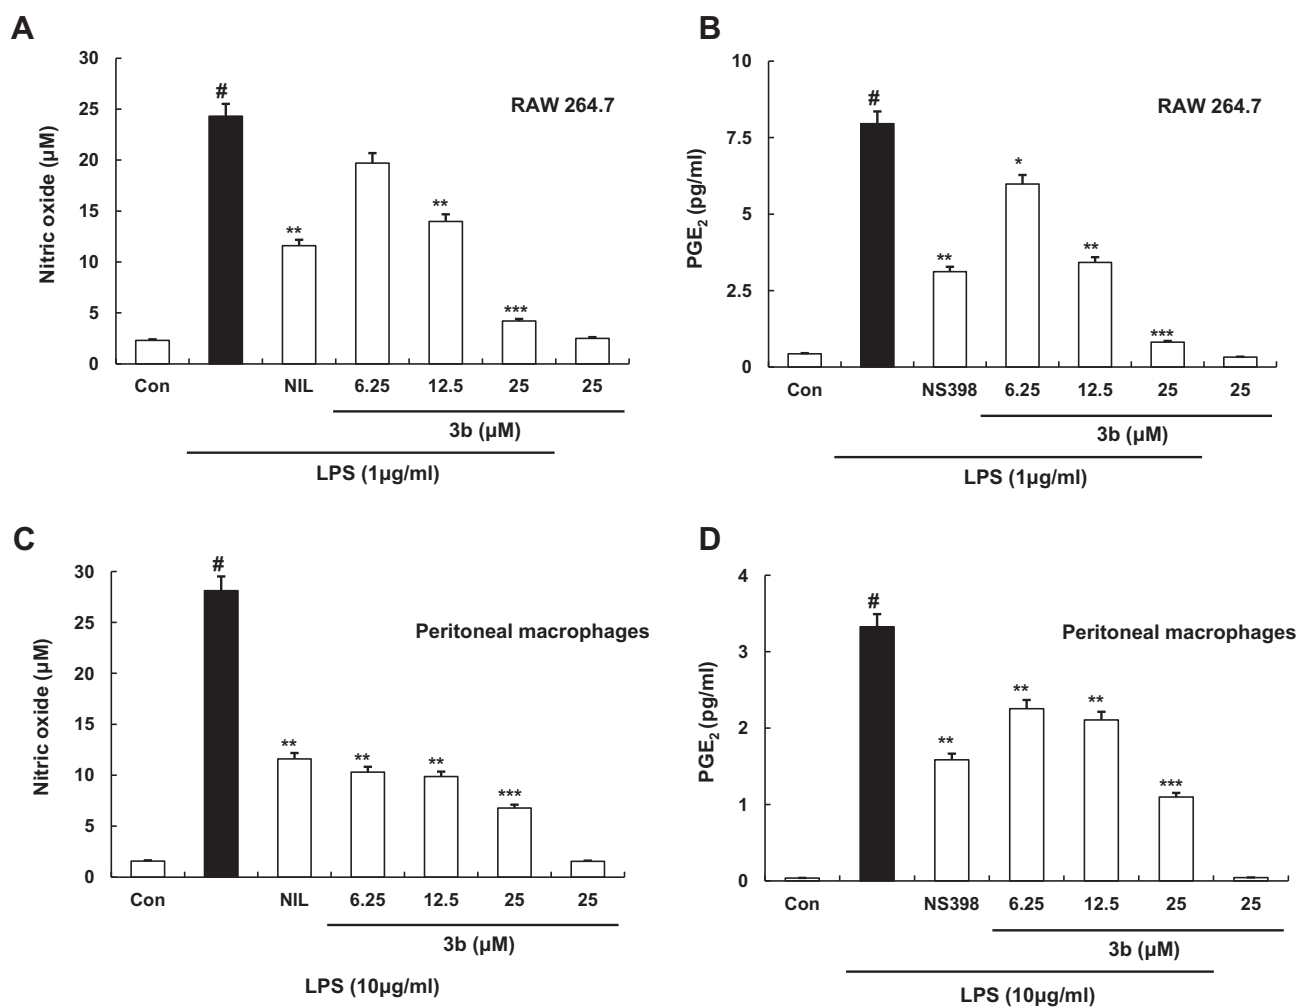 A
30
25
20
15
10
5
0
Nitric oxide (µM)
RAW 264.7
#
**
**
***
Con
NIL
6.25
12.5
25
25
3b (µM)
LPS (1µg/ml)
B
10
7.5
5
2.5
0
PGE2 (pg/ml)
RAW 264.7
#
**
*
**
***
Con
NS398
6.25
12.5
25
25
3b (µM)
LPS (1µg/ml)
C
30
25
20
15
10
5
0
Nitric oxide (µM)
Peritoneal macrophages
#
**
**
**
***
Con
NIL
6.25
12.5
25
25
3b (µM)
LPS (10µg/ml)
D
4
3
2
1
0
PGE2 (pg/ml)
Peritoneal macrophages
#
**
**
**
***
Con
NS398
6.25
12.5
25
25
3b (µM)
LPS (10µg/ml)